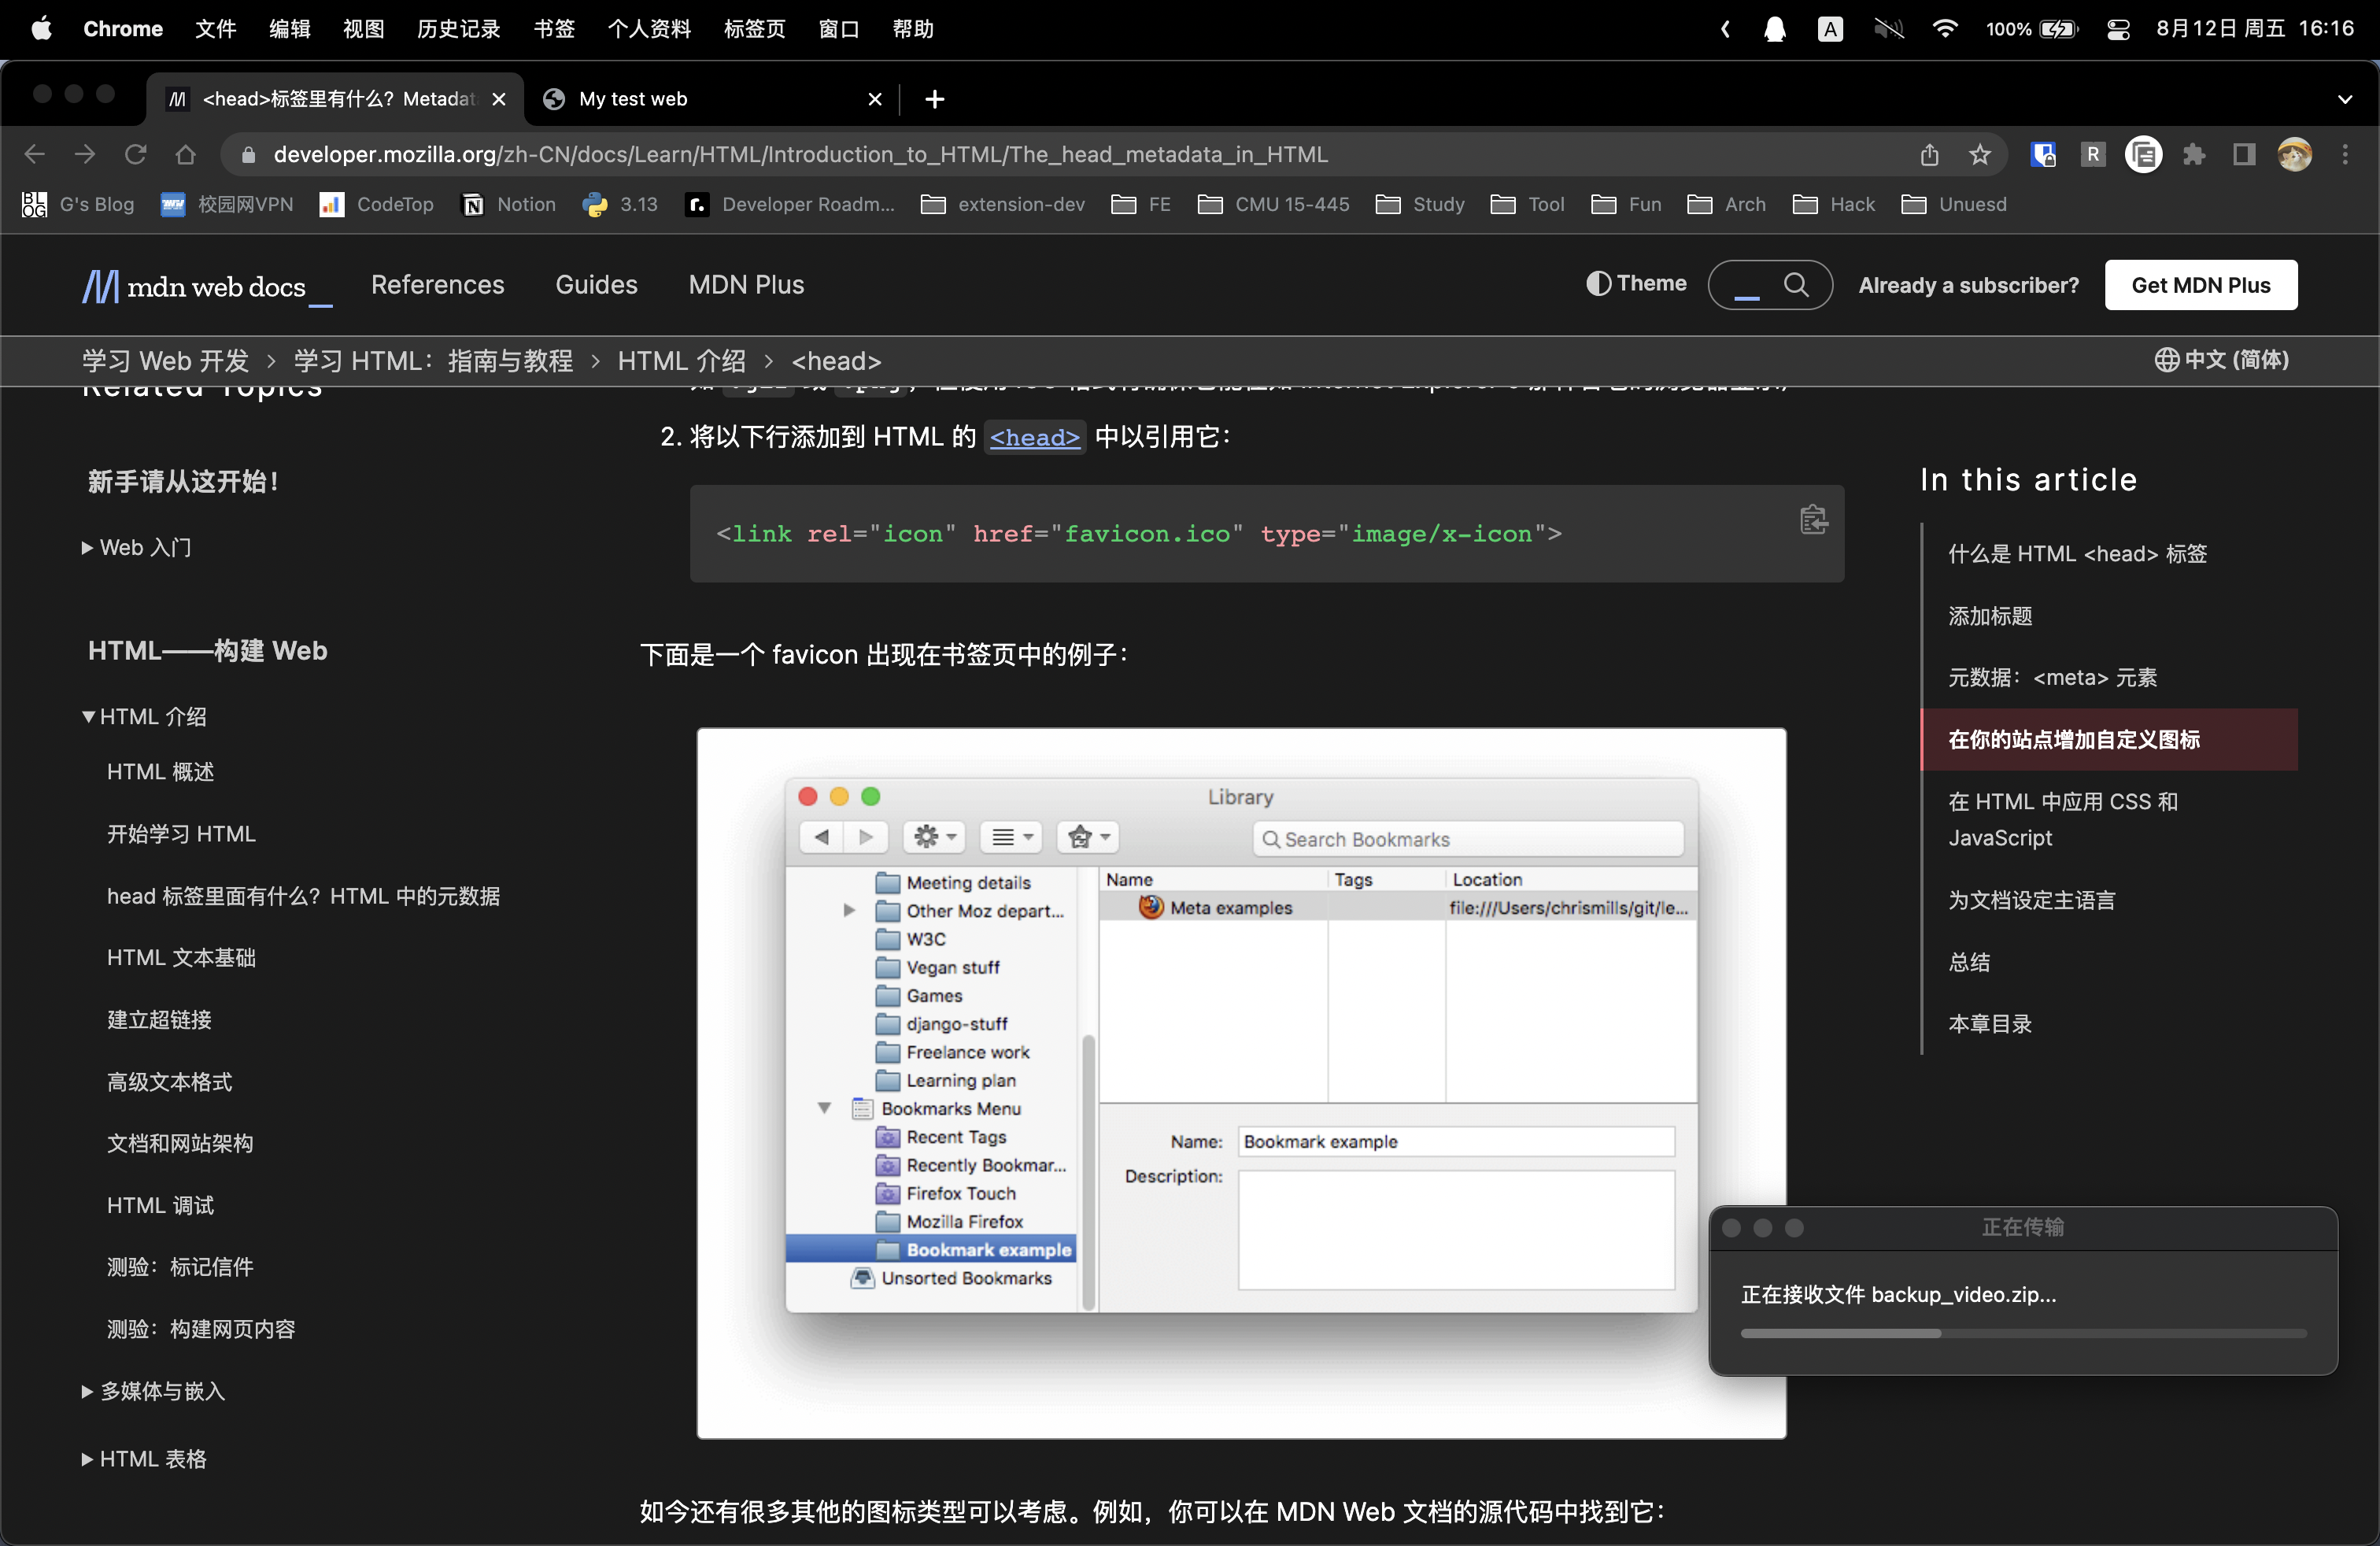 Chrome 文件 编辑 视图 历史记录 书签 个人资料 标签页 窗口 帮助 A 100% 8月12日 周五 16:16
<head>标签里有什么？Metadat My test web
developer.mozilla.org/zh-CN/docs/Learn/HTML/Introduction_to_HTML/The_head_metadata_in_HTML R
BLOG G's Blog 校园网VPN CodeTop Notion 3.13 r. Developer Roadm... extension-dev FE CMU 15-445 Study Tool Fun Arch Hack Unuesd
mdn web docs_ References Guides MDN Plus Theme Already a subscriber? Get MDN Plus
学习 Web 开发 > 学习 HTML：指南与教程 > HTML 介绍 > <head> 中文 (简体)
Related Topics
新手请从这开始！
Web 入门
HTML——构建 Web
HTML 介绍
HTML 概述
开始学习 HTML
head 标签里面有什么？HTML 中的元数据
HTML 文本基础
建立超链接
高级文本格式
文档和网站架构
HTML 调试
测验：标记信件
测验：构建网页内容
多媒体与嵌入
HTML 表格
2. 将以下行添加到 HTML 的 <head> 中以引用它：
<link rel="icon" href="favicon.ico" type="image/x-icon">
下面是一个 favicon 出现在书签页中的例子：
Library
Search Bookmarks
Meeting details
Other Moz depart...
W3C
Vegan stuff
Games
django-stuff
Freelance work
Learning plan
Bookmarks Menu
Recent Tags
Recently Bookmar...
Firefox Touch
Mozilla Firefox
Bookmark example
Unsorted Bookmarks
Name Tags Location
Meta examples file:///Users/chrismills/git/le...
Name: Bookmark example
Description:
如今还有很多其他的图标类型可以考虑。例如，你可以在 MDN Web 文档的源代码中找到它：
In this article
什么是 HTML <head> 标签
添加标题
元数据：<meta> 元素
在你的站点增加自定义图标
在 HTML 中应用 CSS 和
JavaScript
为文档设定主语言
总结
本章目录
正在传输
正在接收文件 backup_video.zip...